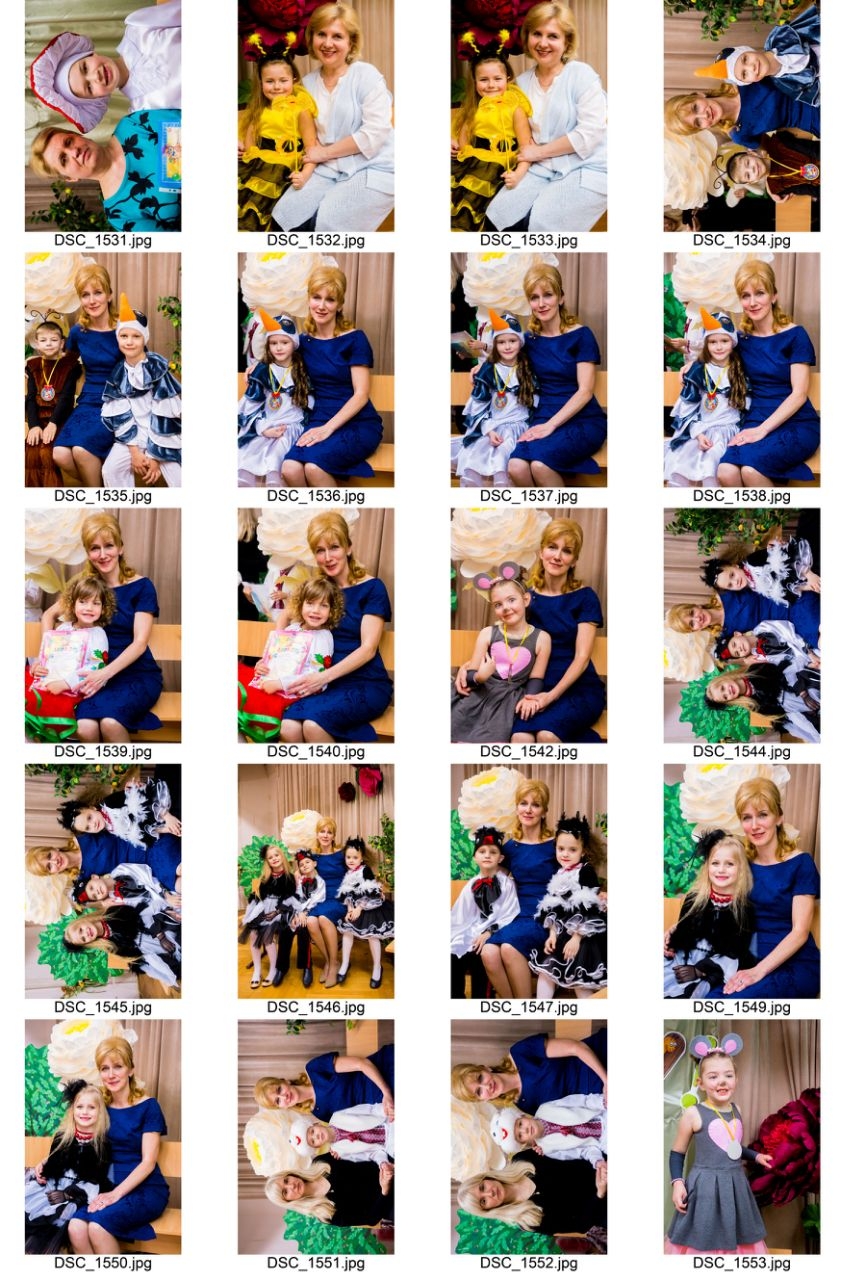 DSC_1531.jpg DSC_1532.jpg DSC_1533.jpg DSC_1534.jpg
DSC_1535.jpg DSC_1536.jpg DSC_1537.jpg DSC_1538.jpg
DSC_1539.jpg DSC_1540.jpg DSC_1542.jpg DSC_1544.jpg
DSC_1545.jpg DSC_1546.jpg DSC_1547.jpg DSC_1549.jpg
DSC_1550.jpg DSC_1551.jpg DSC_1552.jpg DSC_1553.jpg